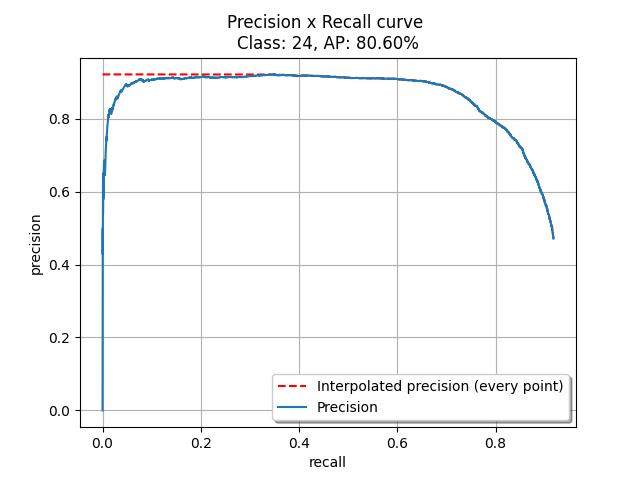 Precision x Recall curve
Class: 24, AP: 80.60%
precision
0.8
0.6
0.4
0.2
0.0
Interpolated precision (every point)
Precision
0.0 0.2 0.4 0.6 0.8
recall